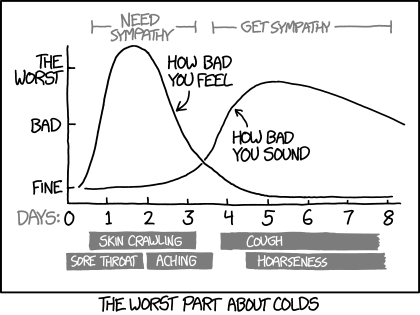 NEED
SYMPATHY
GET SYMPATHY
THE
WORST
BAD
FINE
HOW BAD
YOU FEEL
HOW BAD
YOU SOUND
DAYS: 0 1 2 3 4 5 6 7 8
SKIN CRAWLING
COUGH
SORE THROAT
ACHING
HOARSENESS
THE WORST PART ABOUT COLDS